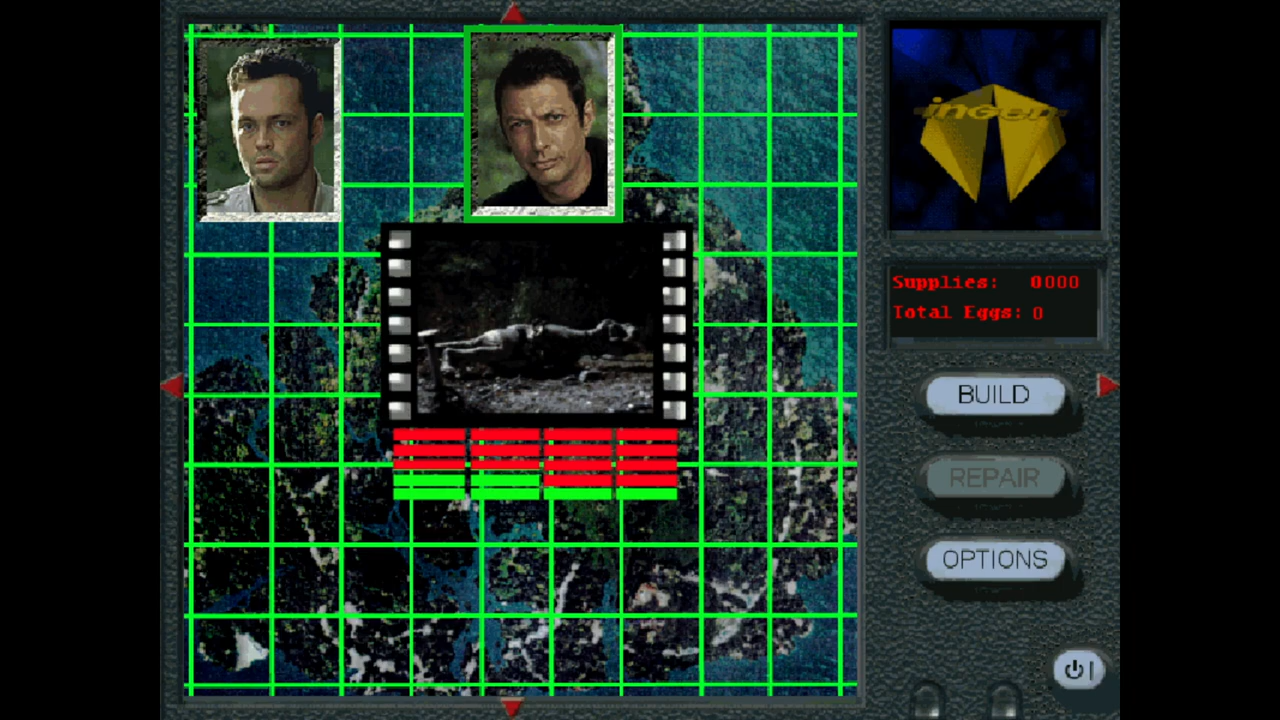 InGen
Supplies: 0000
Total Eggs: 0
BUILD
REPAIR
OPTIONS